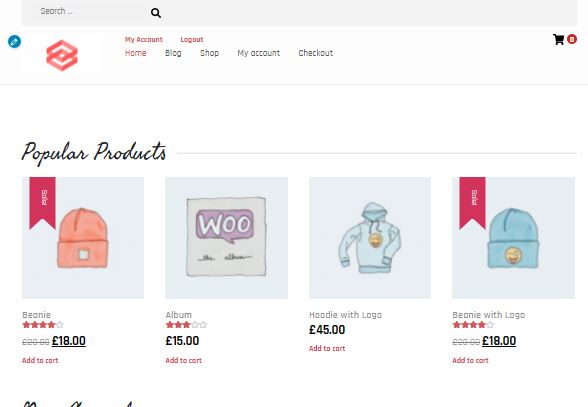 Search ...
My Account Logout
Home Blog Shop My account Checkout
Popular Products
Sale!
WOO
the album
Sale!
Beanie
£20.00 £18.00
Add to cart
Album
£15.00
Add to cart
Hoodie with Logo
£45.00
Add to cart
Beanie with Logo
£20.00 £18.00
Add to cart